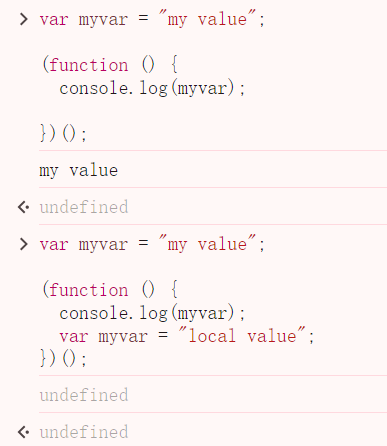 > var myvar = "my value";
(function () {
console.log(myvar);
})();
my value
undefined
> var myvar = "my value";
(function () {
console.log(myvar);
var myvar = "local value";
})();
undefined
undefined